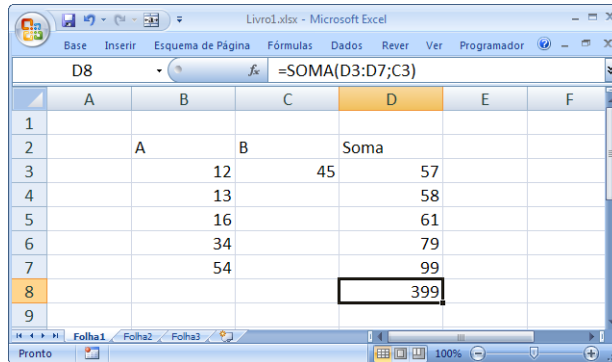 Livro1.xlsx - Microsoft Excel
Base Inserir Esquema de Página Fórmulas Dados Rever Ver Programador
D8 fx =SOMA(D3:D7;C3)
A B C D E F
1
2 A B Soma
3 12 45 57
4 13 58
5 16 61
6 34 79
7 54 99
8 399
9
Folha1 Folha2 Folha3
Pronto 100%